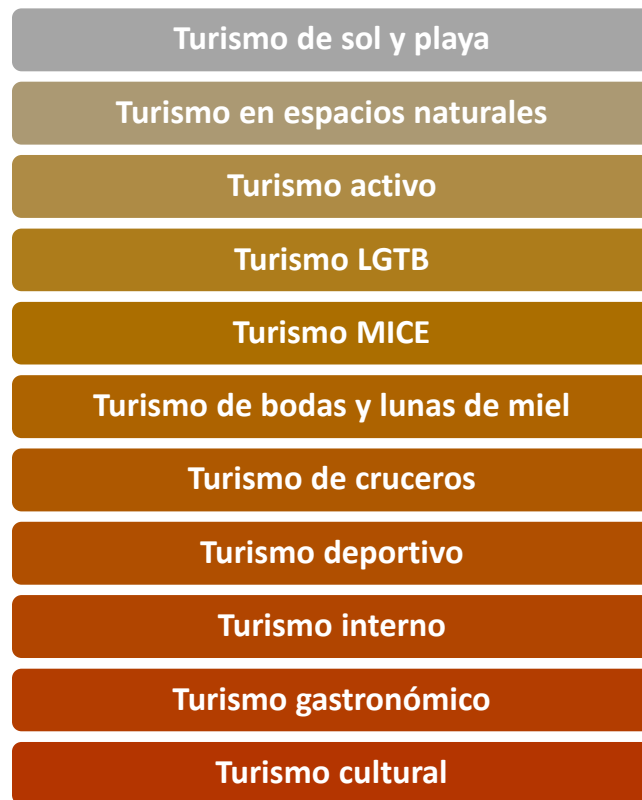 Turismo de sol y playa
Turismo en espacios naturales
Turismo activo
Turismo LGTB
Turismo MICE
Turismo de bodas y lunas de miel
Turismo de cruceros
Turismo deportivo
Turismo interno
Turismo gastronómico
Turismo cultural